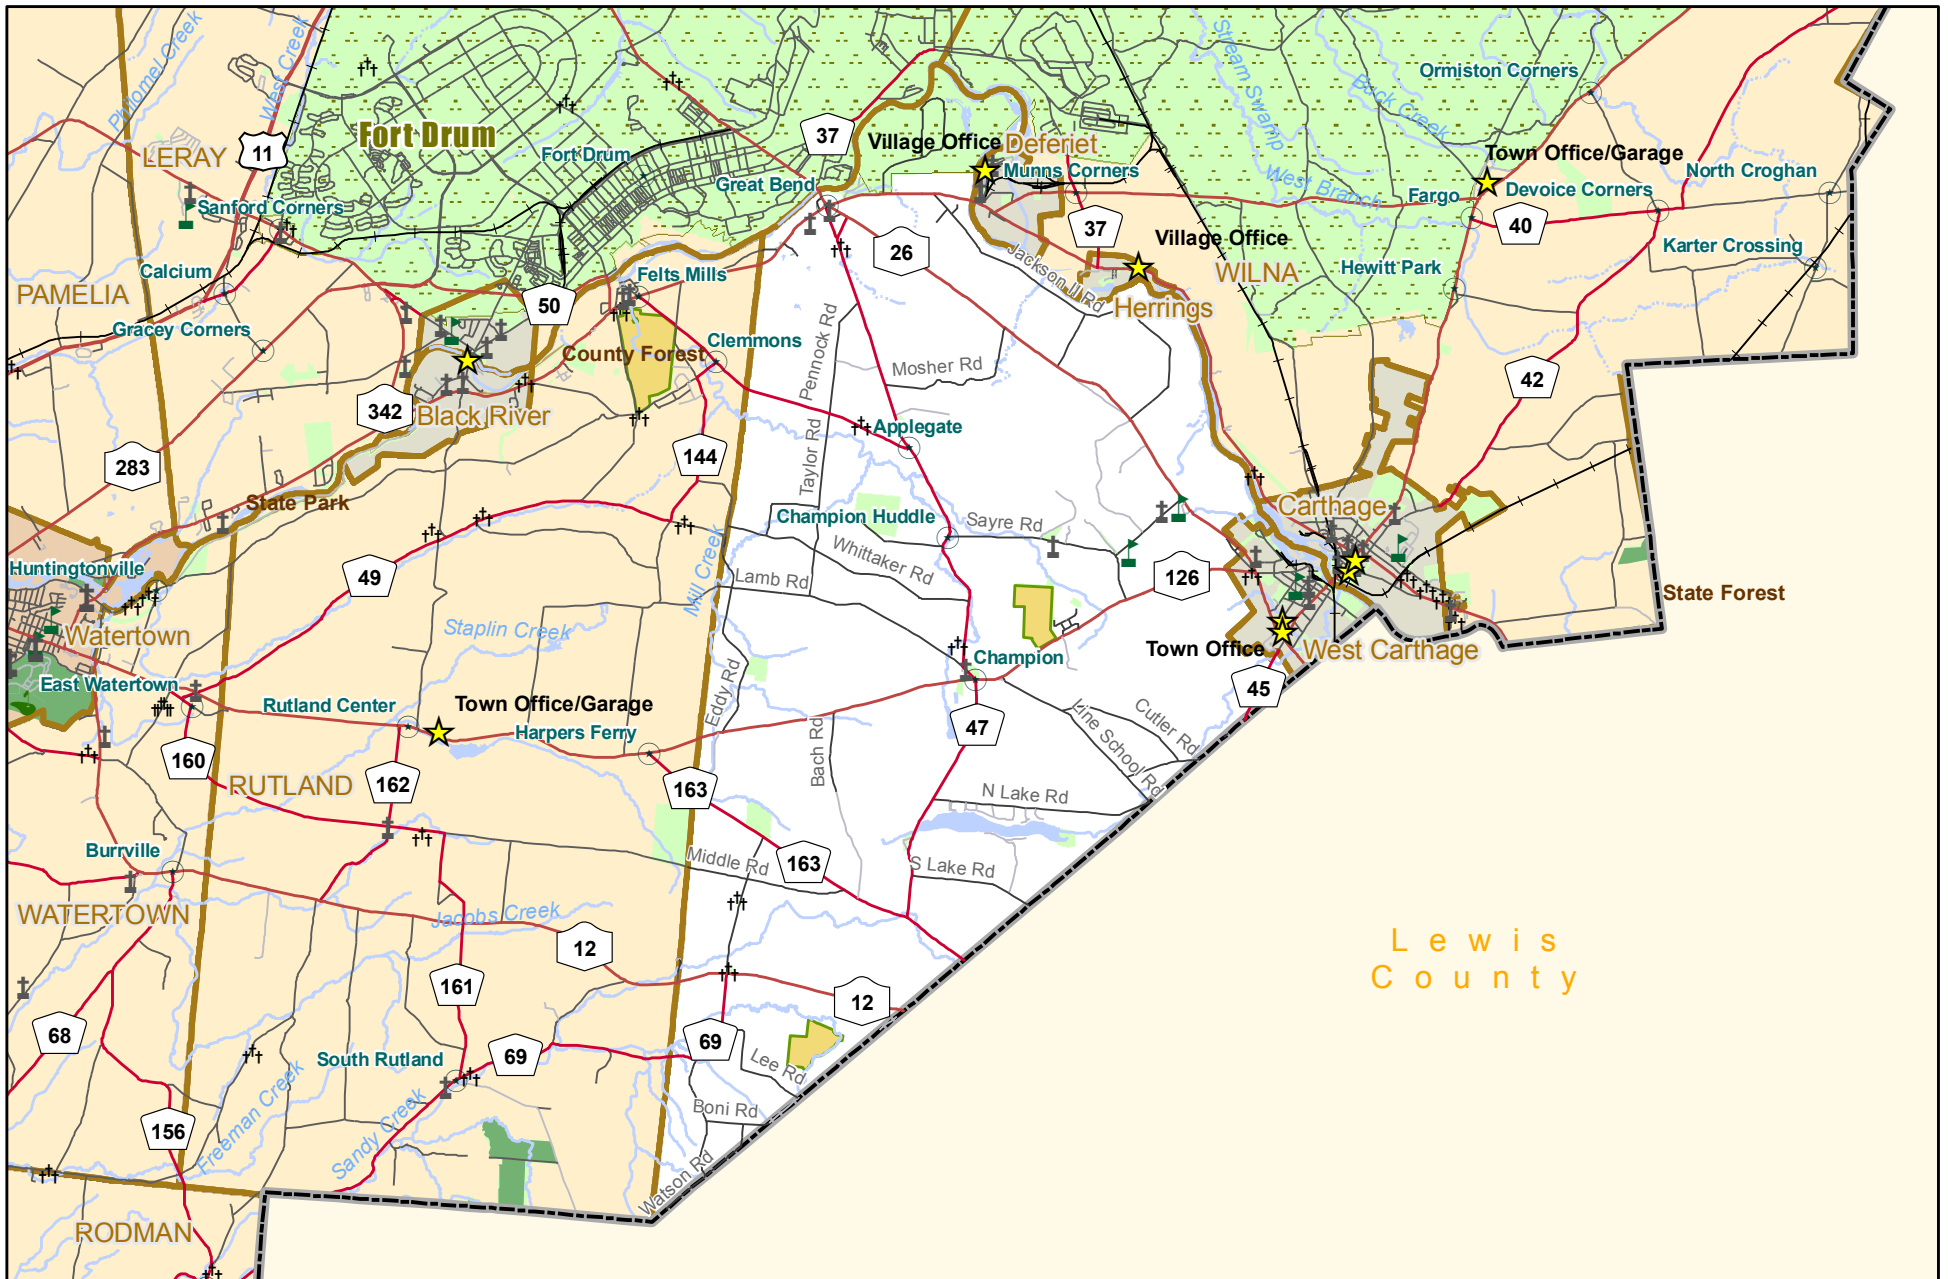 Philomel Creek
West Creek
Stream Swamp
Buck Creek
Ormiston Corners
LERAY
11
Fort Drum
Fort Drum
37
Village Office
Deferiet
Town Office/Garage
Great Bend
Munns Corners
Fargo
Devoice Corners
North Croghan
West Branch
Sanford Corners
37
40
Village Office
Karter Crossing
26
Jackson II Rd
WILNA
Hewitt Park
Calcium
Felts Mills
PAMELIA
50
Herrings
Gracey Corners
Clemmons
County Forest
Pennock Rd
Mosher Rd
42
342
Black River
Applegate
283
144
Taylor Rd
State Park
Carthage
Champion Huddle
Sayre Rd
Whittaker Rd
Huntingtonville
49
Mill Creek
Lamb Rd
126
State Forest
Watertown
Staplin Creek
Town Office
West Carthage
Champion
East Watertown
Eddy Rd
45
Rutland Center
Town Office/Garage
Harpers Ferry
47
Line School Rd
Cutler Rd
160
RUTLAND
162
163
Bach Rd
N Lake Rd
Burrville
Middle Rd
163
S Lake Rd
WATERTOWN
Jacobs Creek
12
Lewis
County
161
12
68
South Rutland
69
69
Lee Rd
Freeman Creek
Sandy Creek
Boni Rd
156
Watson Rd
RODMAN